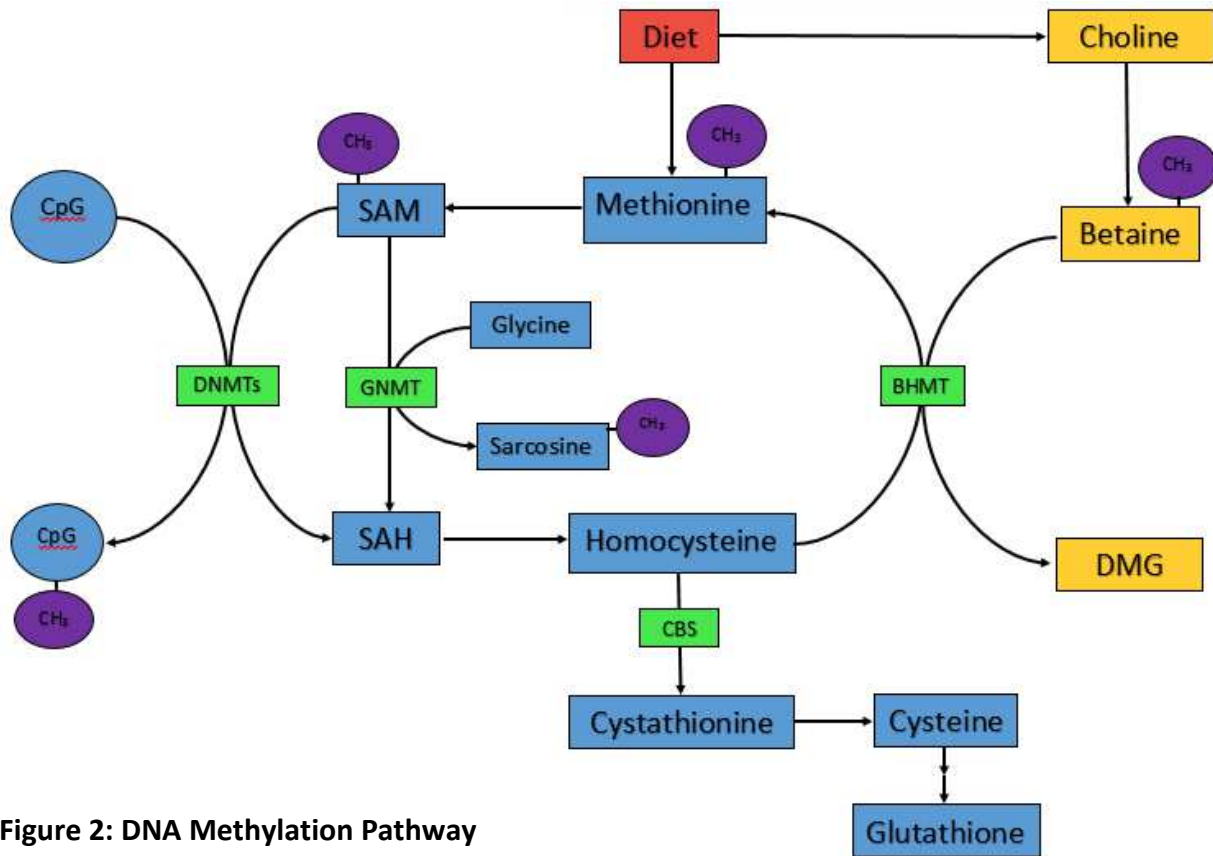 Diet
Choline
CH₃
CH₃
CH₃
CpG
SAM
Methionine
Betaine
Glycine
DNMTs
GNMT
BHMT
CH₃
Sarcosine
CpG
SAH
Homocysteine
DMG
CH₃
CBS
Cystathionine
Cysteine
Figure 2: DNA Methylation Pathway
Glutathione